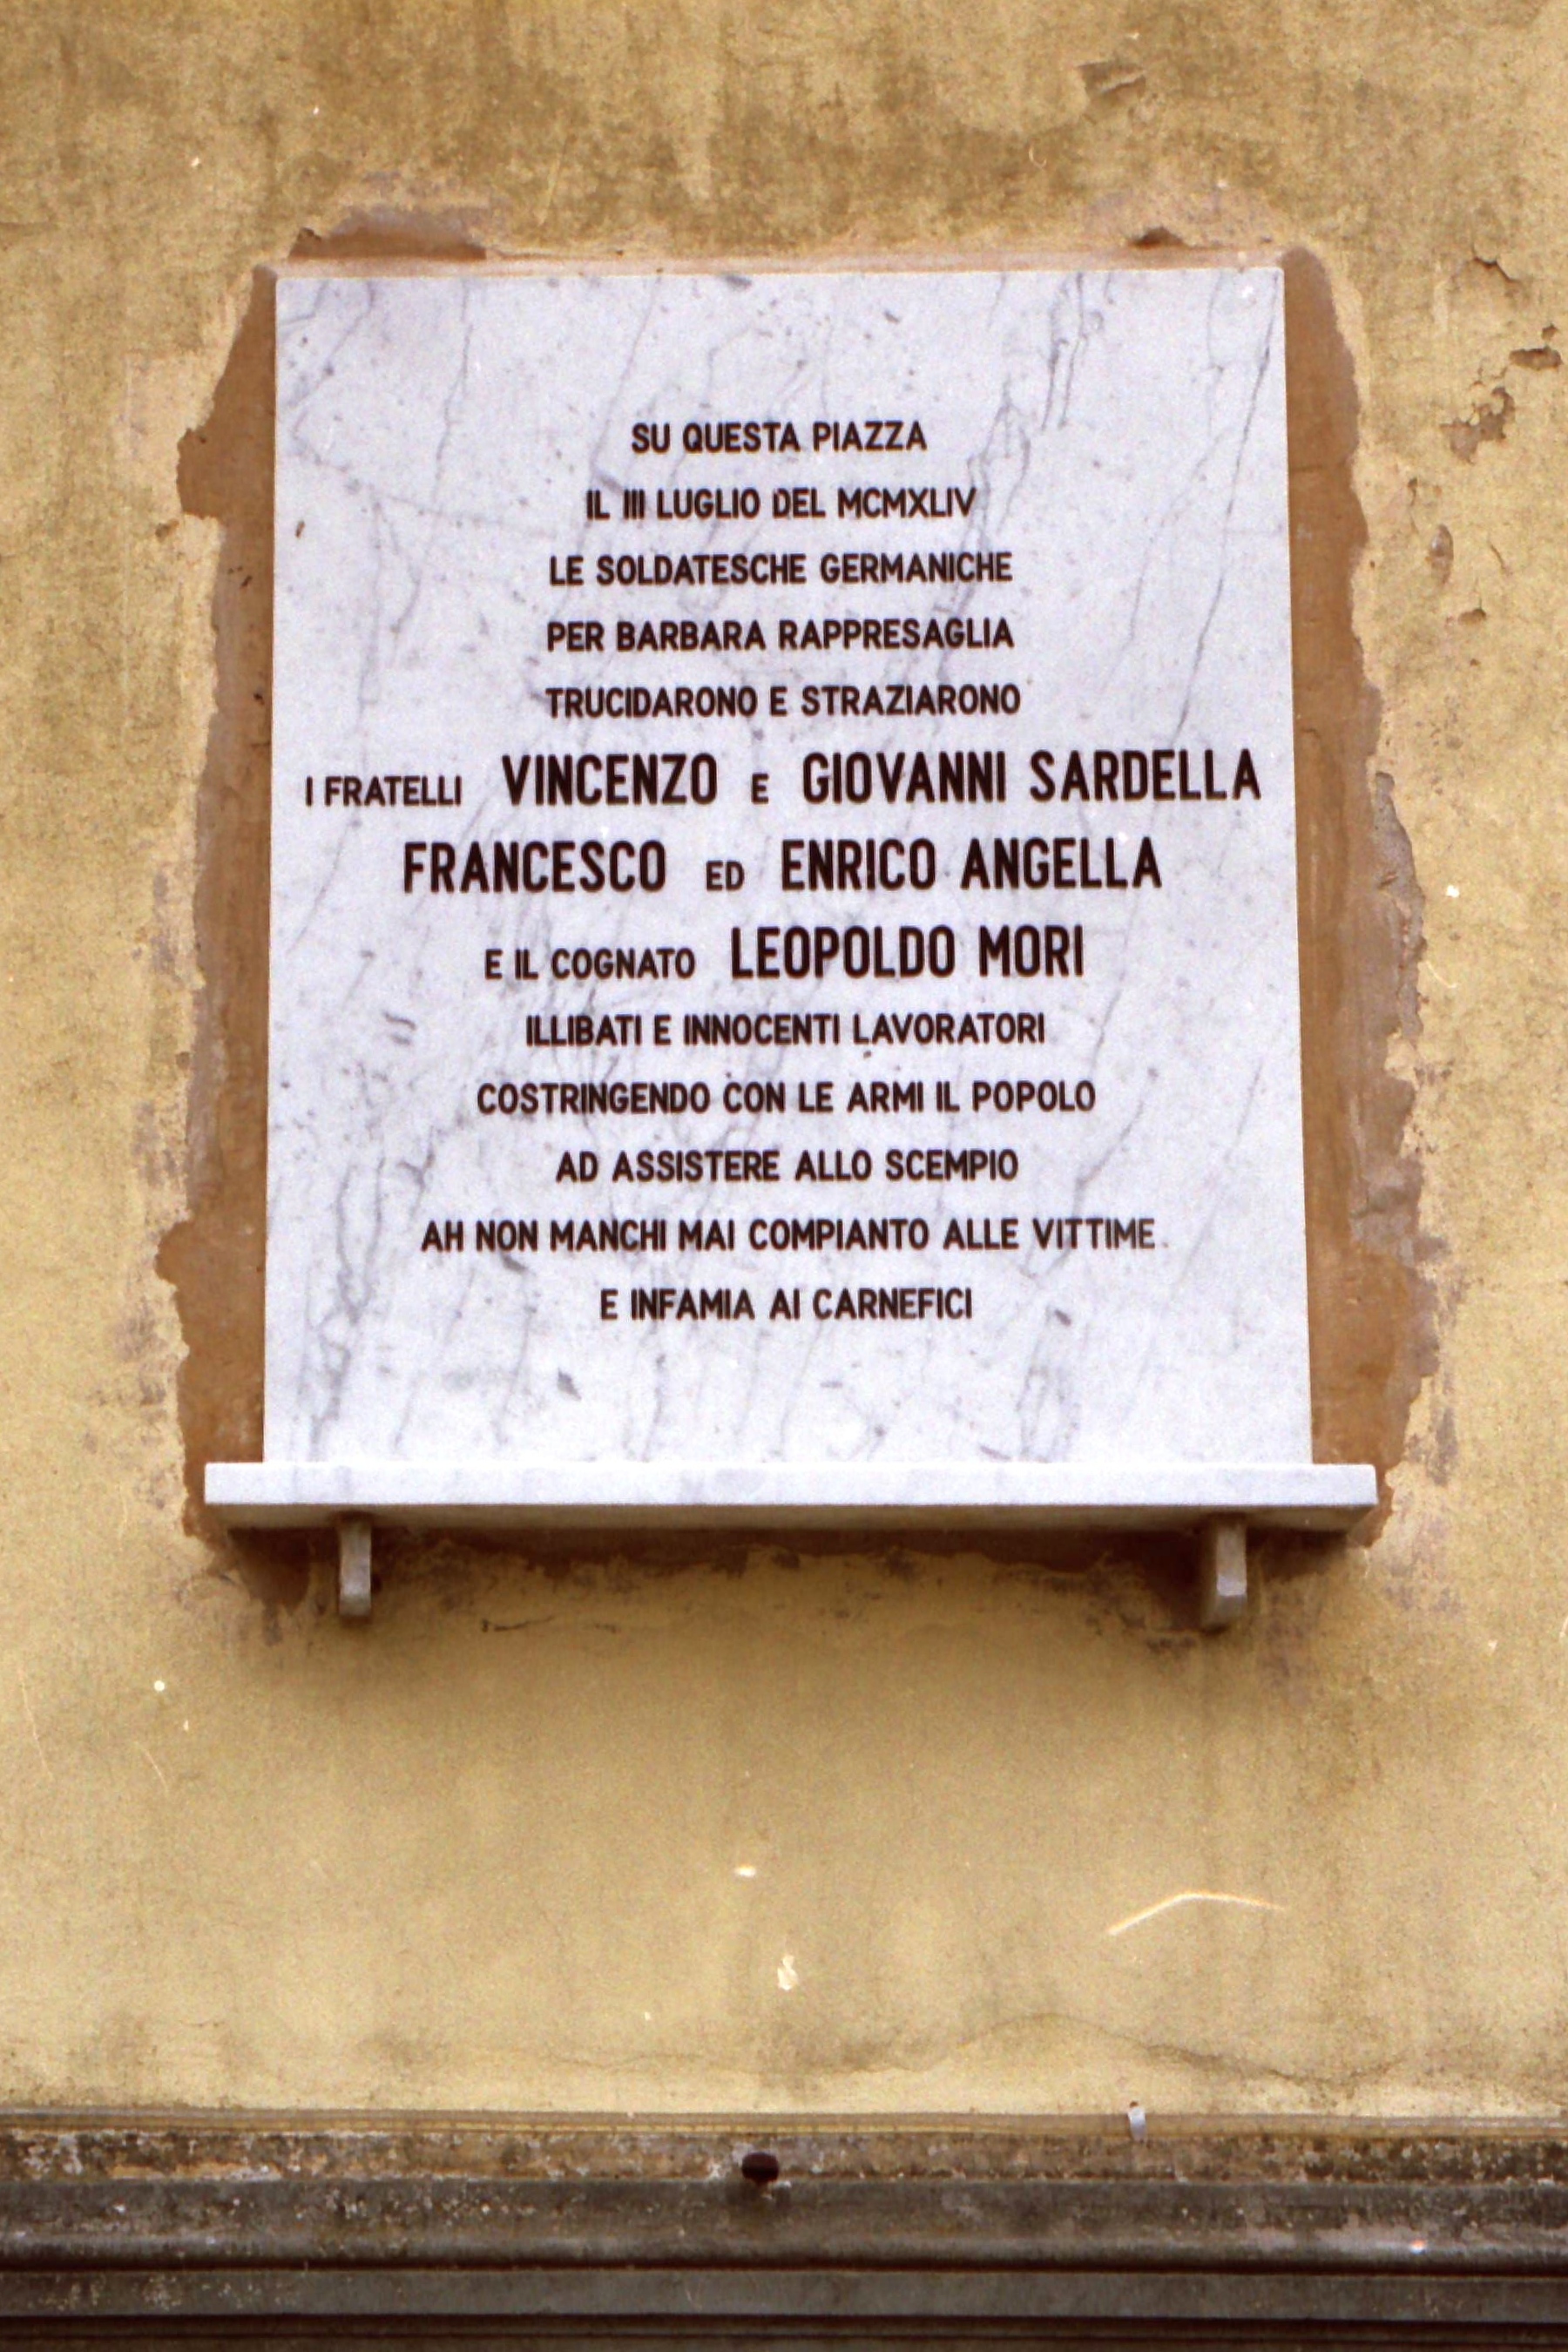 SU QUESTA PIAZZA
IL III LUGLIO DEL MCMXLIV
LE SOLDATESCHE GERMANICHE
PER BARBARA RAPPRESAGLIA
TRUCIDARONO E STRAZIARONO
I FRATELLI VINCENZO E GIOVANNI SARDELLA
FRANCESCO ED ENRICO ANGELLA
E IL COGNATO LEOPOLDO MORI
ILLIBATI E INNOCENTI LAVORATORI
COSTRINGENDO CON LE ARMI IL POPOLO
AD ASSISTERE ALLO SCEMPIO
AH NON MANCHI MAI COMPIANTO ALLE VITTIME
E INFAMIA AI CARNEFICI